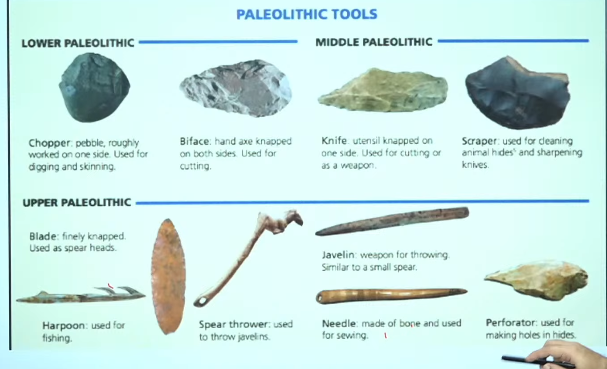 PALEOLITHIC TOOLS
LOWER PALEOLITHIC
MIDDLE PALEOLITHIC
Chopper: pebble, roughly
worked on one side. Used for
digging and skinning.
Biface: hand axe knapped
on both sides. Used for
cutting.
Knife: utensil knapped on
one side. Used for cutting or
as a weapon.
Scraper: used for cleaning
animal hides and sharpening
knives.
UPPER PALEOLITHIC
Blade: finely knapped.
Used as spear heads.
Javelin: weapon for throwing.
Similar to a small spear.
Harpoon: used for
fishing.
Spear thrower: used
to throw javelins.
Needle: made of bone and used
for sewing.
Perforator: used for
making holes in hides.